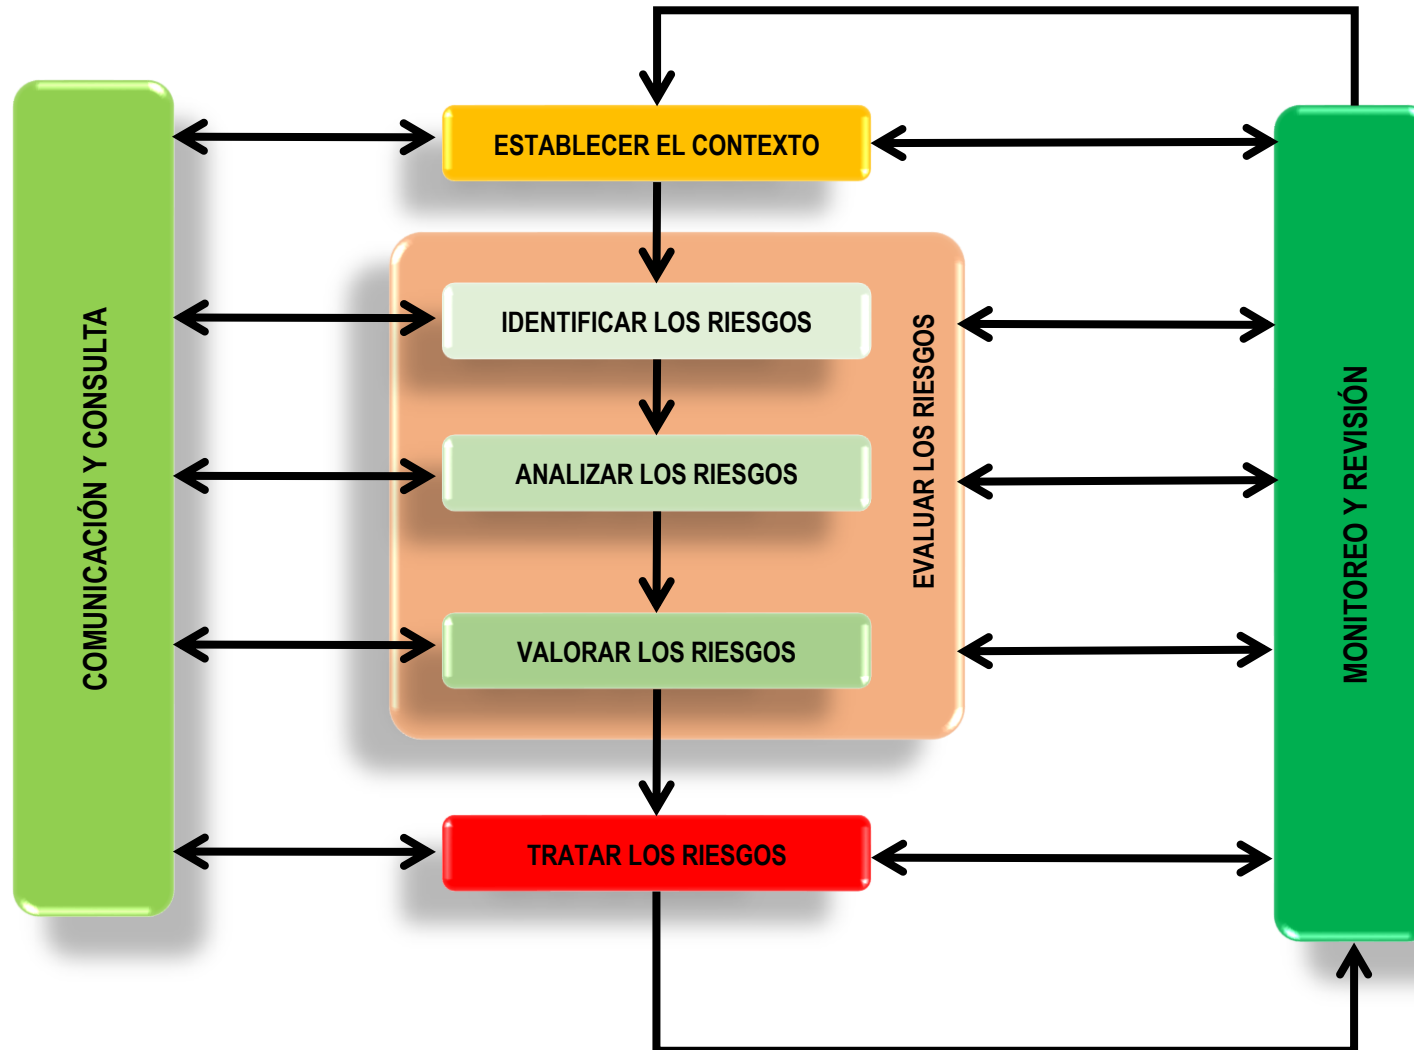 COMUNICACIÓN Y CONSULTA
ESTABLECER EL CONTEXTO
IDENTIFICAR LOS RIESGOS
ANALIZAR LOS RIESGOS
VALORAR LOS RIESGOS
EVALUAR LOS RIESGOS
TRATAR LOS RIESGOS
MONITOREO Y REVISIÓN